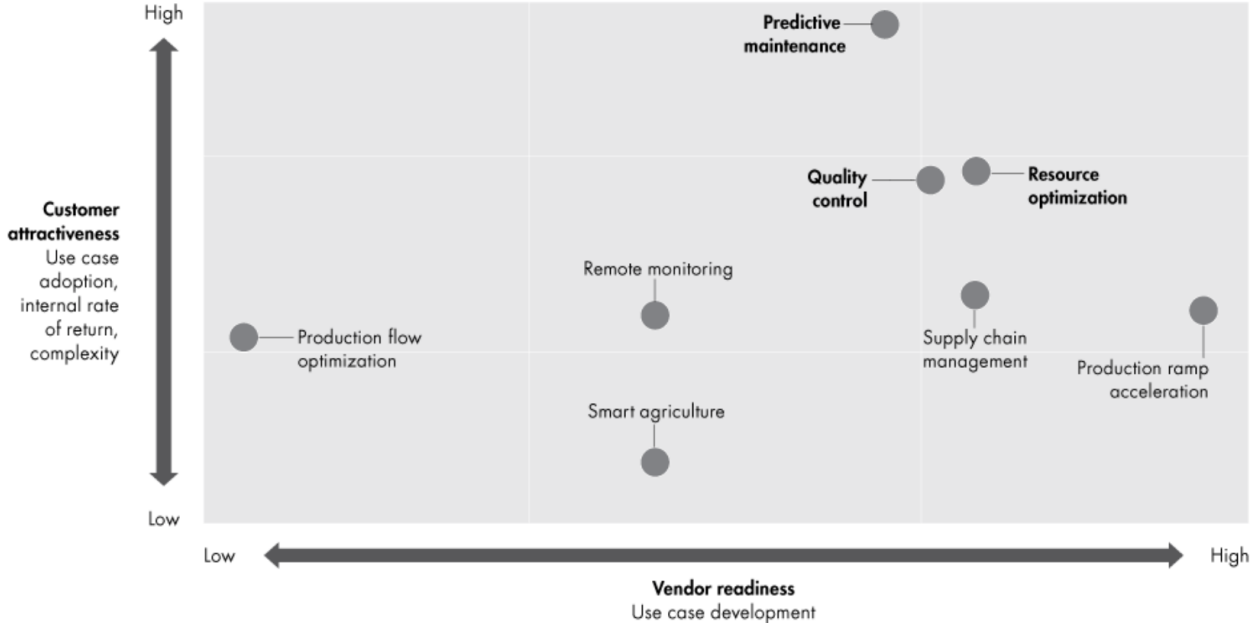 High
Predictive
maintenance
Quality
control
Resource
optimization
Customer
attractiveness
Use case
adoption,
internal rate
of return,
complexity
Remote monitoring
Production flow
optimization
Supply chain
management
Production ramp
acceleration
Smart agriculture
Low
Low
High
Vendor readiness
Use case development